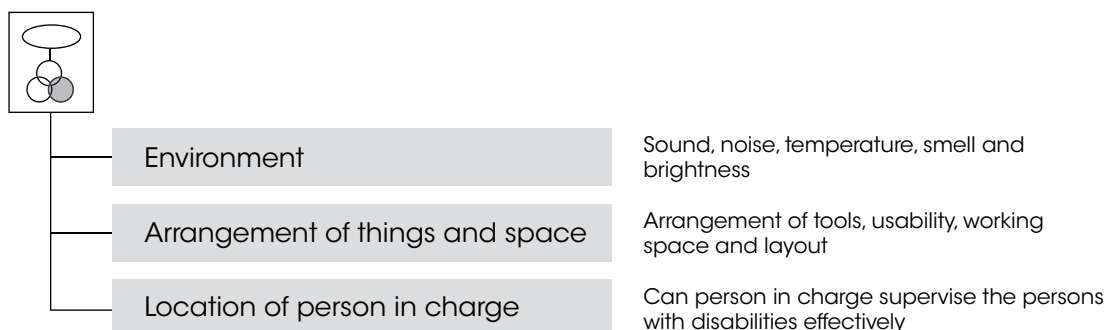 Environment
Sound, noise, temperature, smell and
brightness
Arrangement of things and space
Arrangement of tools, usability, working
space and layout
Location of person in charge
Can person in charge supervise the persons
with disabilities effectively